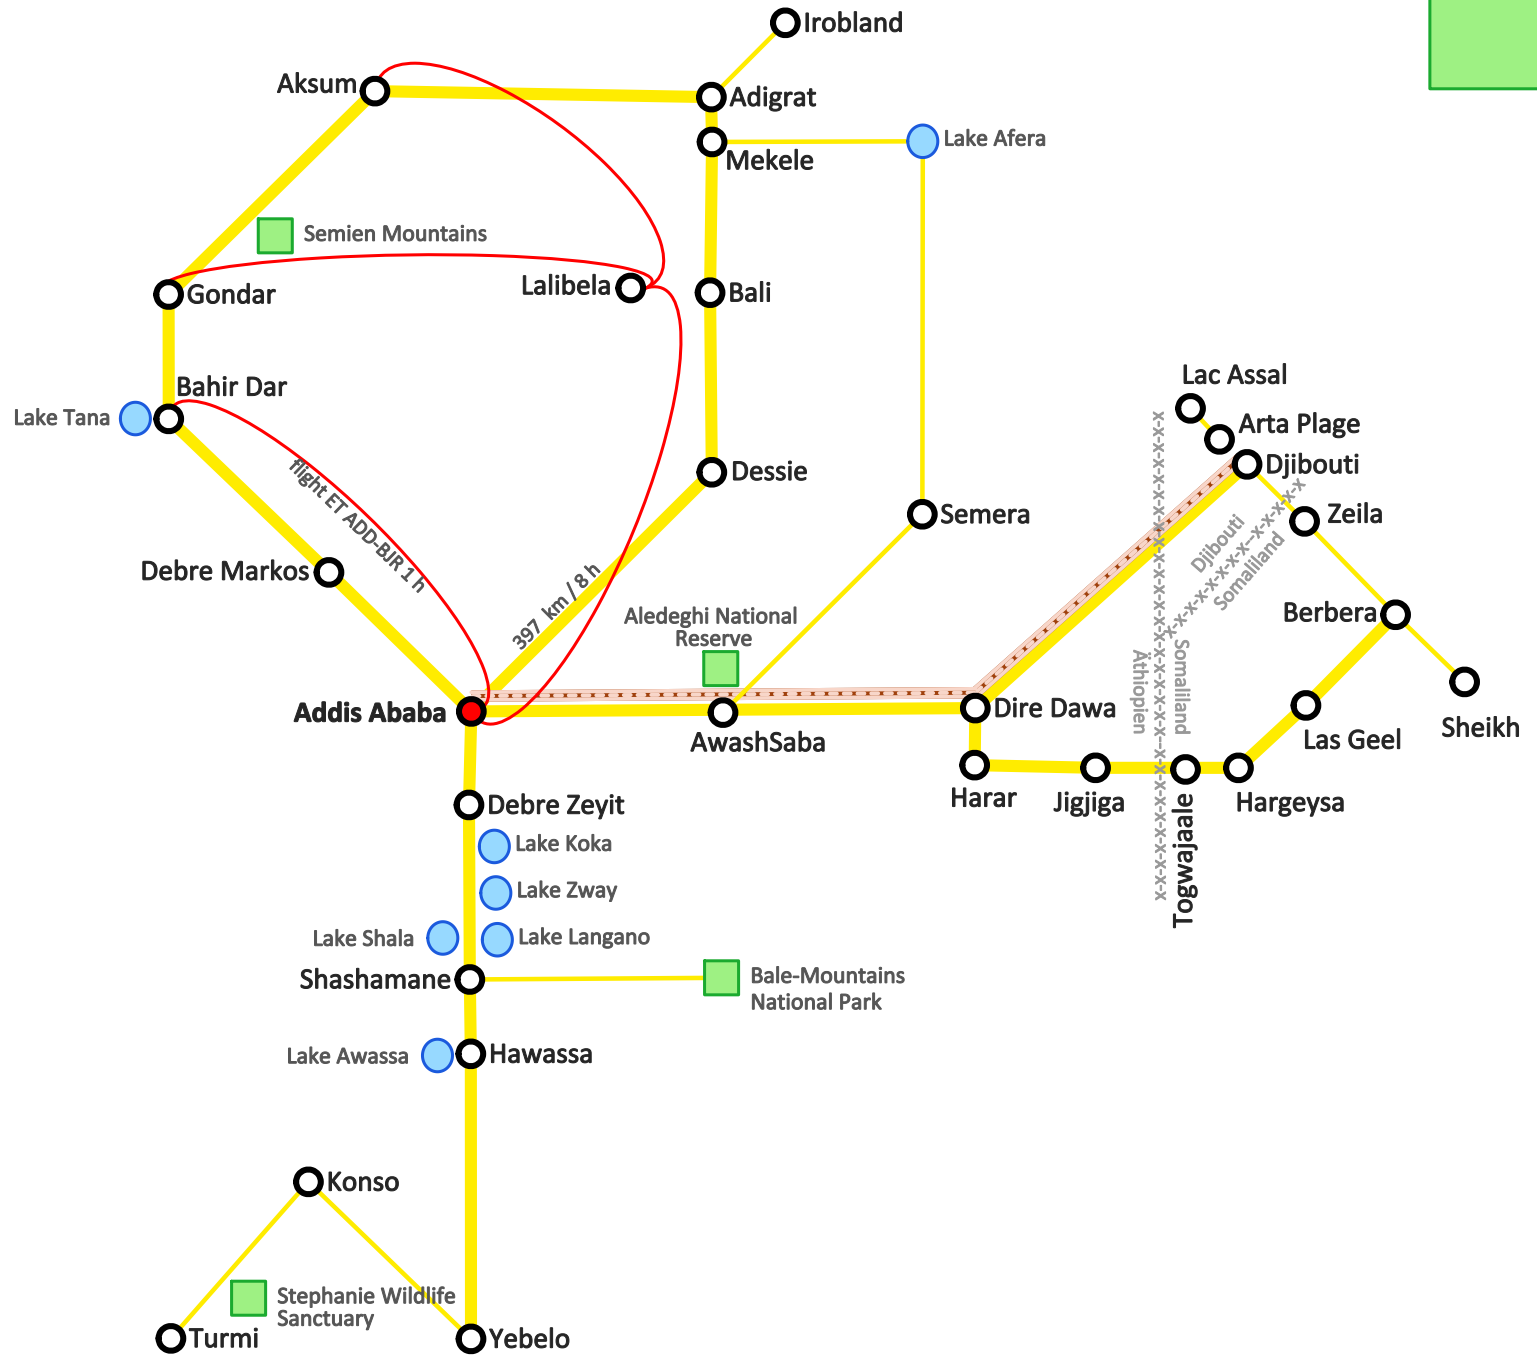 Irobland
Aksum
Adigrat
Lake Afera
Mekele
Semien Mountains
Lalibela
Gondar
Bali
Lac Assal
Bahir Dar
Lake Tana
Arta Plage
Djibouti
flight ET ADD-BJR 1 h
Dessie
Semera
Zeila
Djibouti
Somaliland
x-x-x-x-x-x-x--x-x-x-x-x
Debre Markos
397 km / 8 h
Aledeghi National
Reserve
Berbera
Äthiopien
Somaliland
Addis Ababa
AwashSaba
Dire Dawa
Las Geel
Sheikh
Harar
Jigjiga
Togwajaale
Hargeysa
Debre Zeyit
Lake Koka
Lake Zway
Lake Shala
Lake Langano
Shashamane
Bale-Mountains
National Park
Lake Awassa
Hawassa
Konso
Stephanie Wildlife
Sanctuary
Turmi
Yebelo